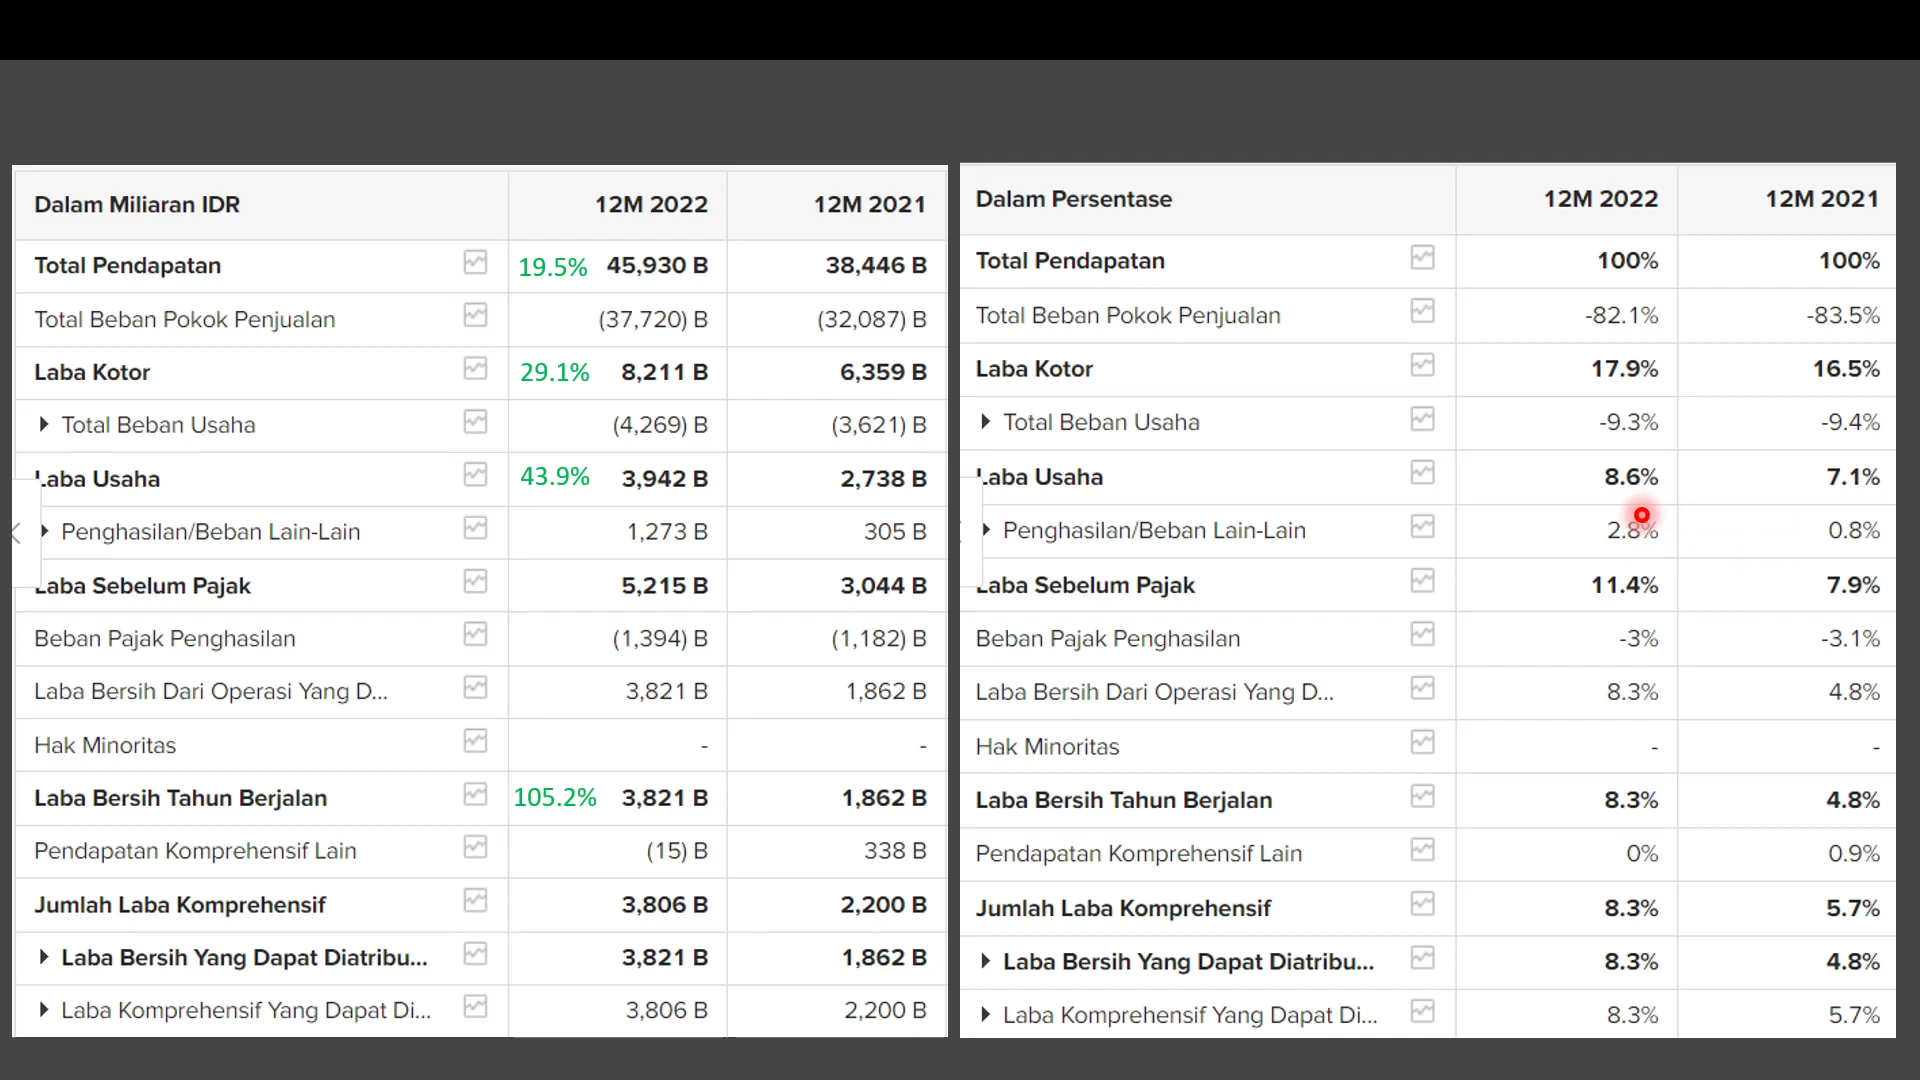 Dalam Miliaran IDR 12M 2022 12M 2021
Total Pendapatan 19.5% 45,930 B 38,446 B
Total Beban Pokok Penjualan (37,720) B (32,087) B
Laba Kotor 29.1% 8,211 B 6,359 B
Total Beban Usaha (4,269) B (3,621) B
Laba Usaha 43.9% 3,942 B 2,738 B
Penghasilan/Beban Lain-Lain 1,273 B 305 B
Laba Sebelum Pajak 5,215 B 3,044 B
Beban Pajak Penghasilan (1,394) B (1,182) B
Laba Bersih Dari Operasi Yang D... 3,821 B 1,862 B
Hak Minoritas - -
Laba Bersih Tahun Berjalan 105.2% 3,821 B 1,862 B
Pendapatan Komprehensif Lain (15) B 338 B
Jumlah Laba Komprehensif 3,806 B 2,200 B
Laba Bersih Yang Dapat Diatribu... 3,821 B 1,862 B
Laba Komprehensif Yang Dapat Di... 3,806 B 2,200 B
Dalam Persentase 12M 2022 12M 2021
Total Pendapatan 100% 100%
Total Beban Pokok Penjualan -82.1% -83.5%
Laba Kotor 17.9% 16.5%
Total Beban Usaha -9.3% -9.4%
Laba Usaha 8.6% 7.1%
Penghasilan/Beban Lain-Lain 2.8% 0.8%
Laba Sebelum Pajak 11.4% 7.9%
Beban Pajak Penghasilan -3% -3.1%
Laba Bersih Dari Operasi Yang D... 8.3% 4.8%
Hak Minoritas - -
Laba Bersih Tahun Berjalan 8.3% 4.8%
Pendapatan Komprehensif Lain 0% 0.9%
Jumlah Laba Komprehensif 8.3% 5.7%
Laba Bersih Yang Dapat Diatribu... 8.3% 4.8%
Laba Komprehensif Yang Dapat Di... 8.3% 5.7%